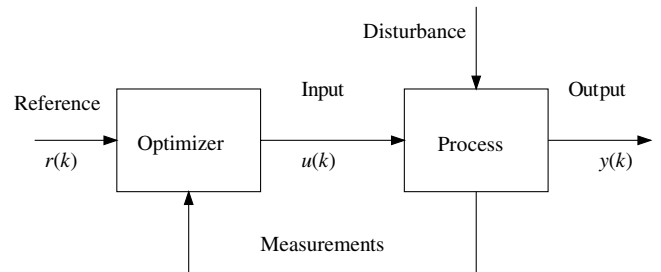 Disturbance
Reference
Input
Output
Optimizer
Process
r(k)
u(k)
y(k)
Measurements